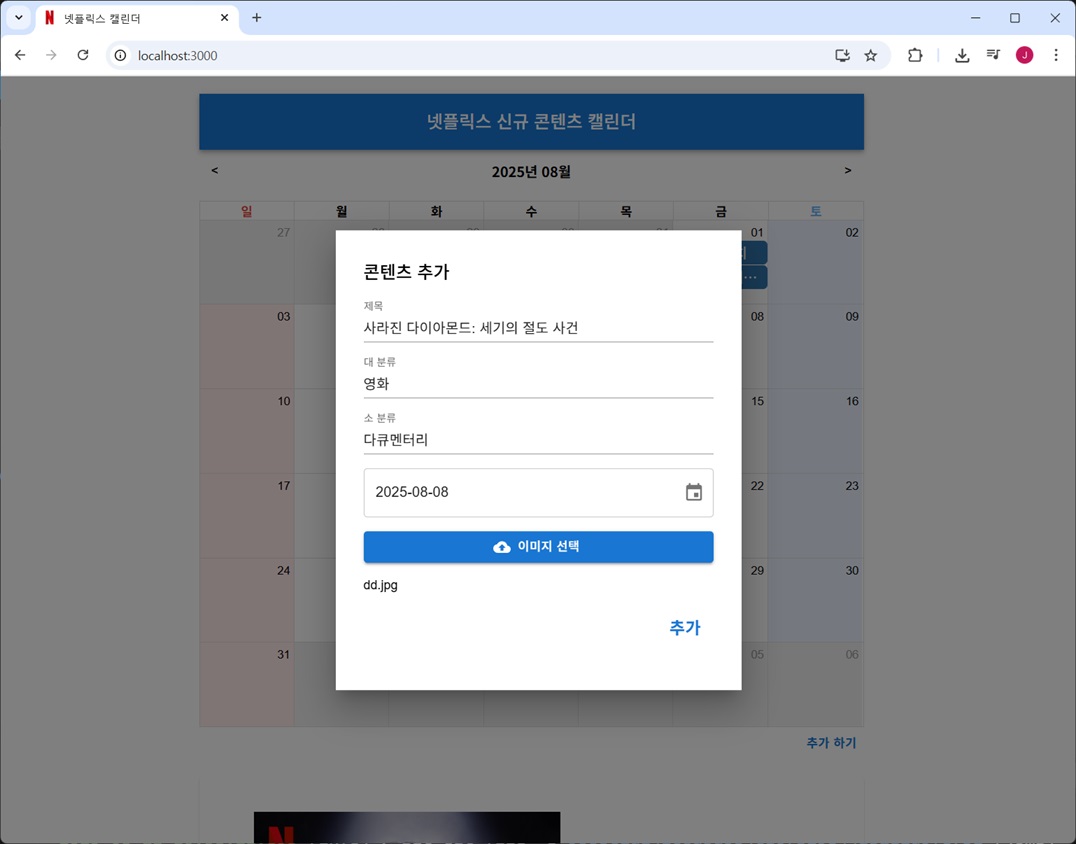 넷플릭스 캘린더
localhost:3000
J
넷플릭스 신규 콘텐츠 캘린더
< 2025년 08월 >
일 월 화 수 목 금 토
27 01 02
03 08 09
10 15 16
17 22 23
24 29 30
31 05 06
콘텐츠 추가
제목
사라진 다이아몬드: 세기의 절도 사건
대 분류
영화
소 분류
다큐멘터리
2025-08-08
이미지 선택
dd.jpg
추가
추가 하기
N